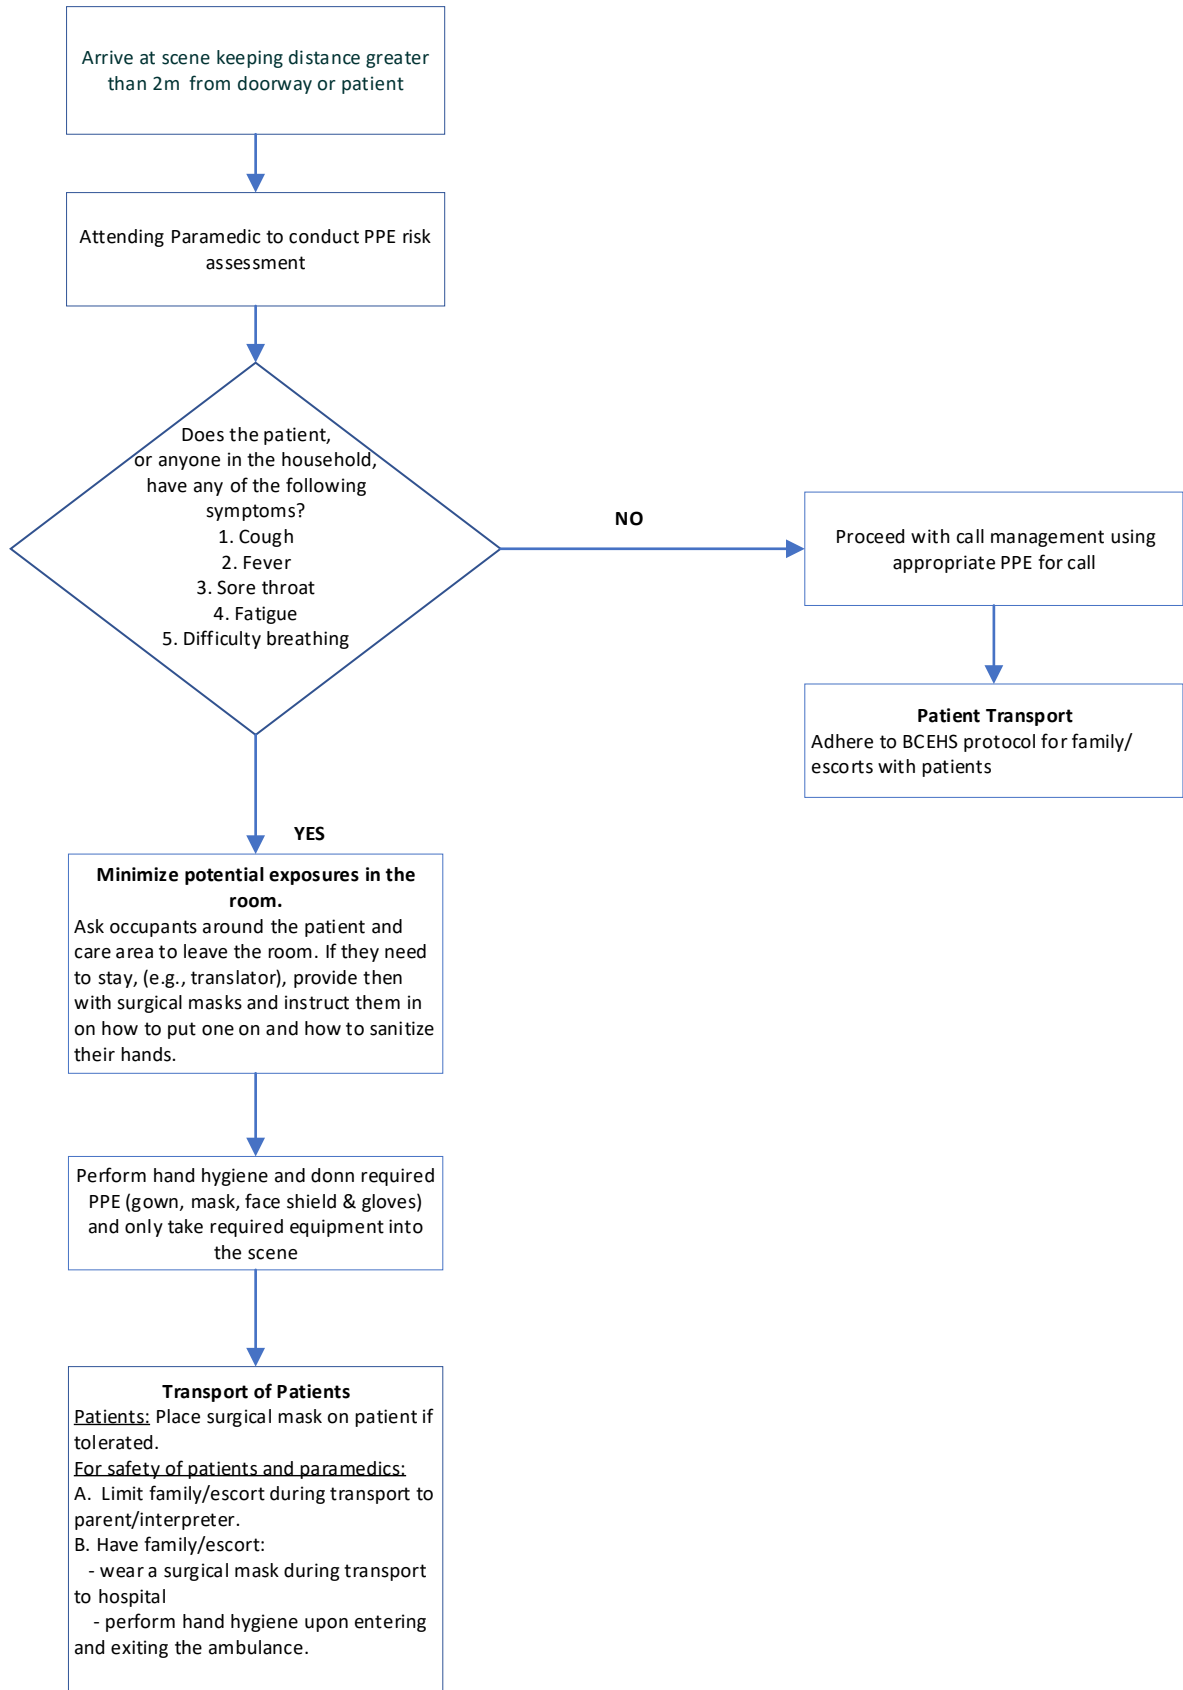 Arrive at scene keeping distance greater
than 2m from doorway or patient
Attending Paramedic to conduct PPE risk
assessment
Does the patient,
or anyone in the household,
have any of the following
symptoms?
1. Cough
2. Fever
3. Sore throat
4. Fatigue
5. Difficulty breathing
NO
Proceed with call management using
appropriate PPE for call
Patient Transport
Adhere to BCEHS protocol for family/
escorts with patients
YES
Minimize potential exposures in the
room.
Ask occupants around the patient and
care area to leave the room. If they need
to stay, (e.g., translator), provide then
with surgical masks and instruct them in
on how to put one on and how to sanitize
their hands.
Perform hand hygiene and donn required
PPE (gown, mask, face shield & gloves)
and only take required equipment into
the scene
Transport of Patients
Patients: Place surgical mask on patient if
tolerated.
For safety of patients and paramedics:
A. Limit family/escort during transport to
parent/interpreter.
B. Have family/escort:
- wear a surgical mask during transport
to hospital
- perform hand hygiene upon entering
and exiting the ambulance.